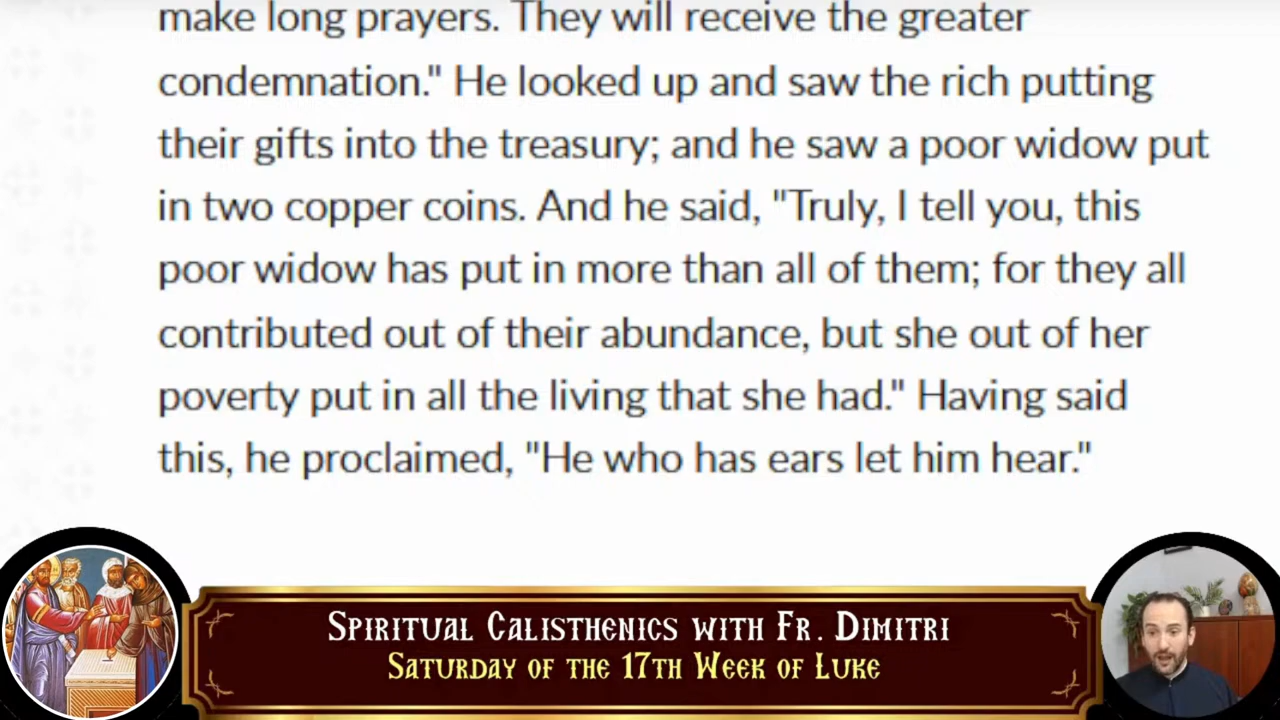 make long prayers. They will receive the greater
condemnation." He looked up and saw the rich putting
their gifts into the treasury; and he saw a poor widow put
in two copper coins. And he said, "Truly, I tell you, this
poor widow has put in more than all of them; for they all
contributed out of their abundance, but she out of her
poverty put in all the living that she had." Having said
this, he proclaimed, "He who has ears let him hear."
Spiritual Calisthenics with Fr. Dimitri
Saturday of the 17th Week of Luke